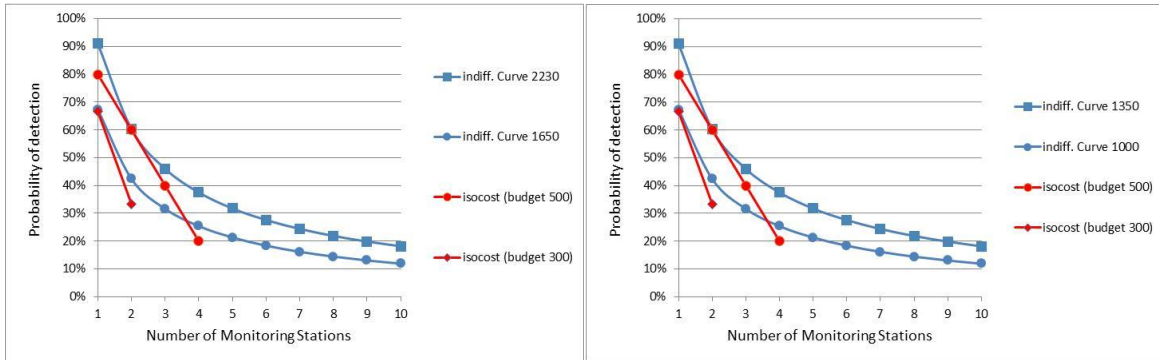 100%
90%
80%
70%
60%
50%
40%
30%
20%
10%
0%
Probability of detection
1 2 3 4 5 6 7 8 9 10
Number of Monitoring Stations
indiff. Curve 2230
indiff. Curve 1650
isocost (budget 500)
isocost (budget 300)
100%
90%
80%
70%
60%
50%
40%
30%
20%
10%
0%
Probability of detection
1 2 3 4 5 6 7 8 9 10
Number of Monitoring Stations
indiff. Curve 1350
indiff. Curve 1000
isocost (budget 500)
isocost (budget 300)